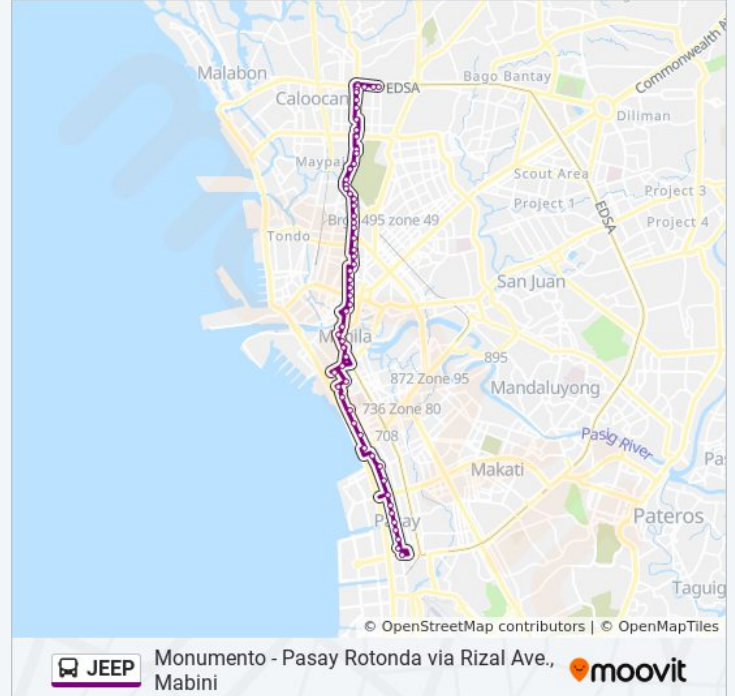 Malabon
Bago Bantay
Commonwealth A
EDSA
Caloocan
Diliman
Maypa
Scout Area
Project 3
Project 1
Brgy 495 zone 49
EDSA
Project 4
Tondo
San Juan
Manila
895
872 Zone 95
Mandaluyong
736 Zone 80
708
Pasig River
Pa
Makati
Pasay
Pateros
Taguig
© OpenStreetMap contributors | © OpenMapTiles
JEEP
Monumento - Pasay Rotonda via Rizal Ave.,
Mabini
moovit